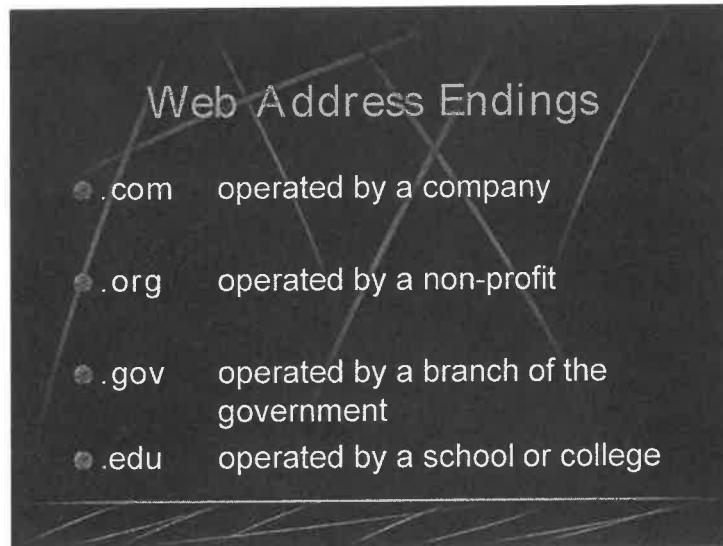 Web Address Endings
.com operated by a company
.org operated by a non-profit
.gov operated by a branch of the
government
.edu operated by a school or college